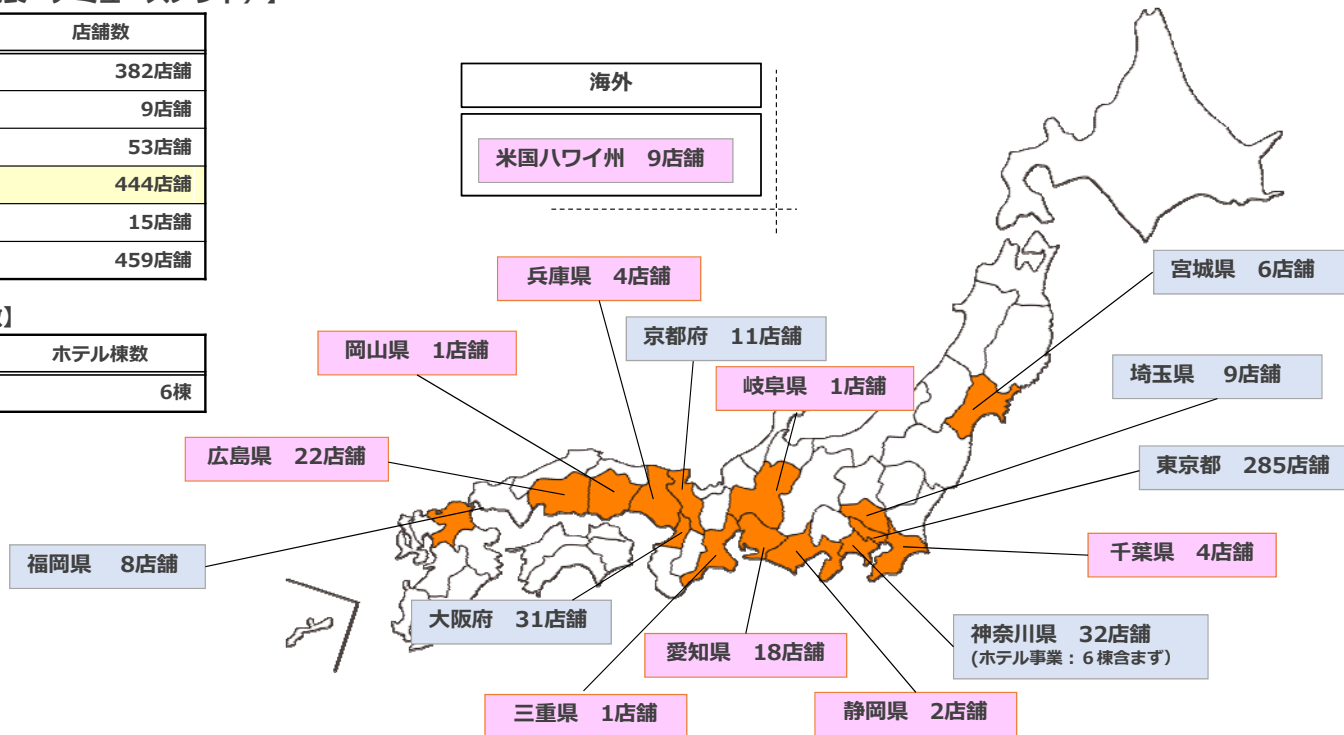 店舗数
382店舗
9店舗
53店舗
444店舗
15店舗
459店舗
ホテル棟数
6棟
海外
米国ハワイ州　9店舗
兵庫県　4店舗
宮城県　6店舗
岡山県　1店舗
京都府　11店舗
岐阜県　1店舗
埼玉県　9店舗
広島県　22店舗
東京都　285店舗
福岡県　8店舗
千葉県　4店舗
大阪府　31店舗
愛知県　18店舗
神奈川県　32店舗
(ホテル事業：６棟含まず）
三重県　1店舗
静岡県　2店舗